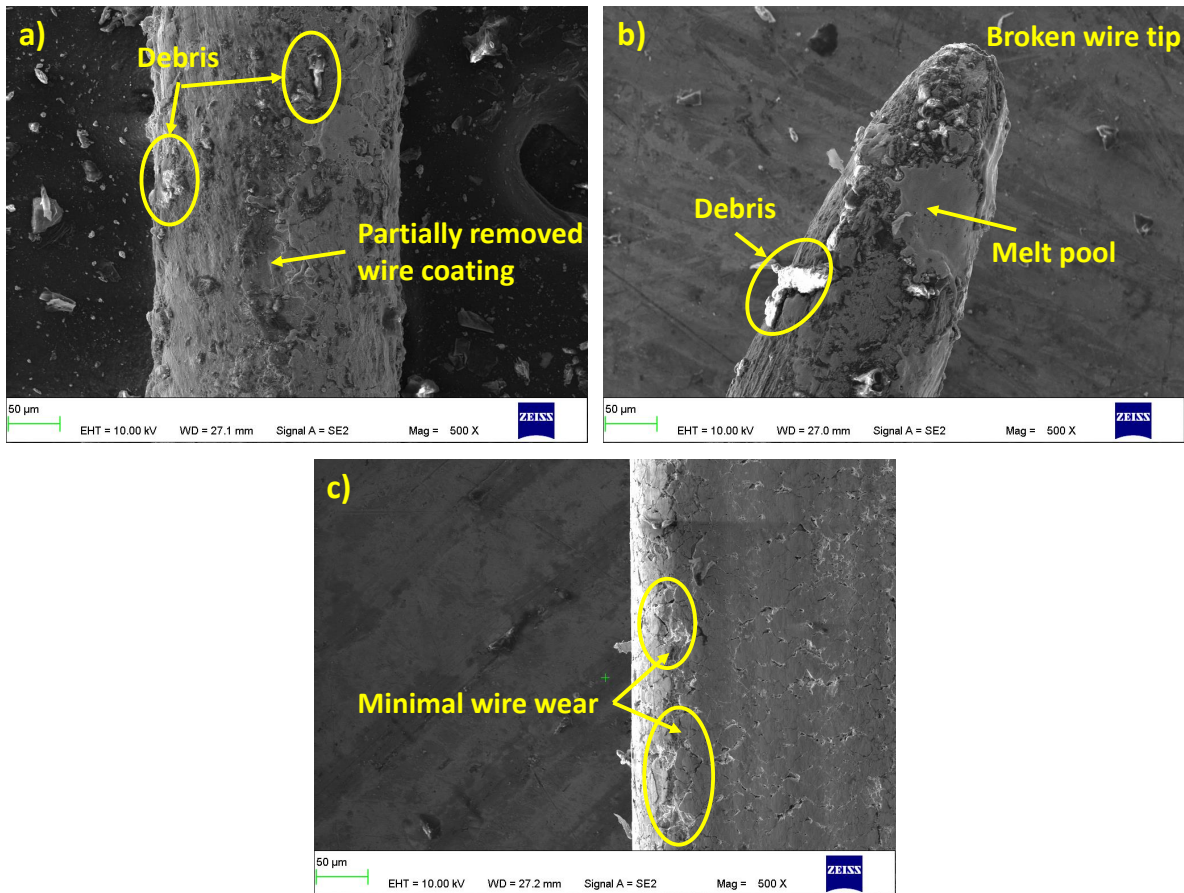 a)
Debris
Partially removed
wire coating
50 µm
EHT = 10.00 kV WD = 27.1 mm Signal A = SE2 Mag = 500 X
ZEISS
b)
Broken wire tip
Debris
Melt pool
50 µm
EHT = 10.00 kV WD = 27.0 mm Signal A = SE2 Mag = 500 X
ZEISS
c)
Minimal wire wear
50 µm
EHT = 10.00 kV WD = 27.2 mm Signal A = SE2 Mag = 500 X
ZEISS